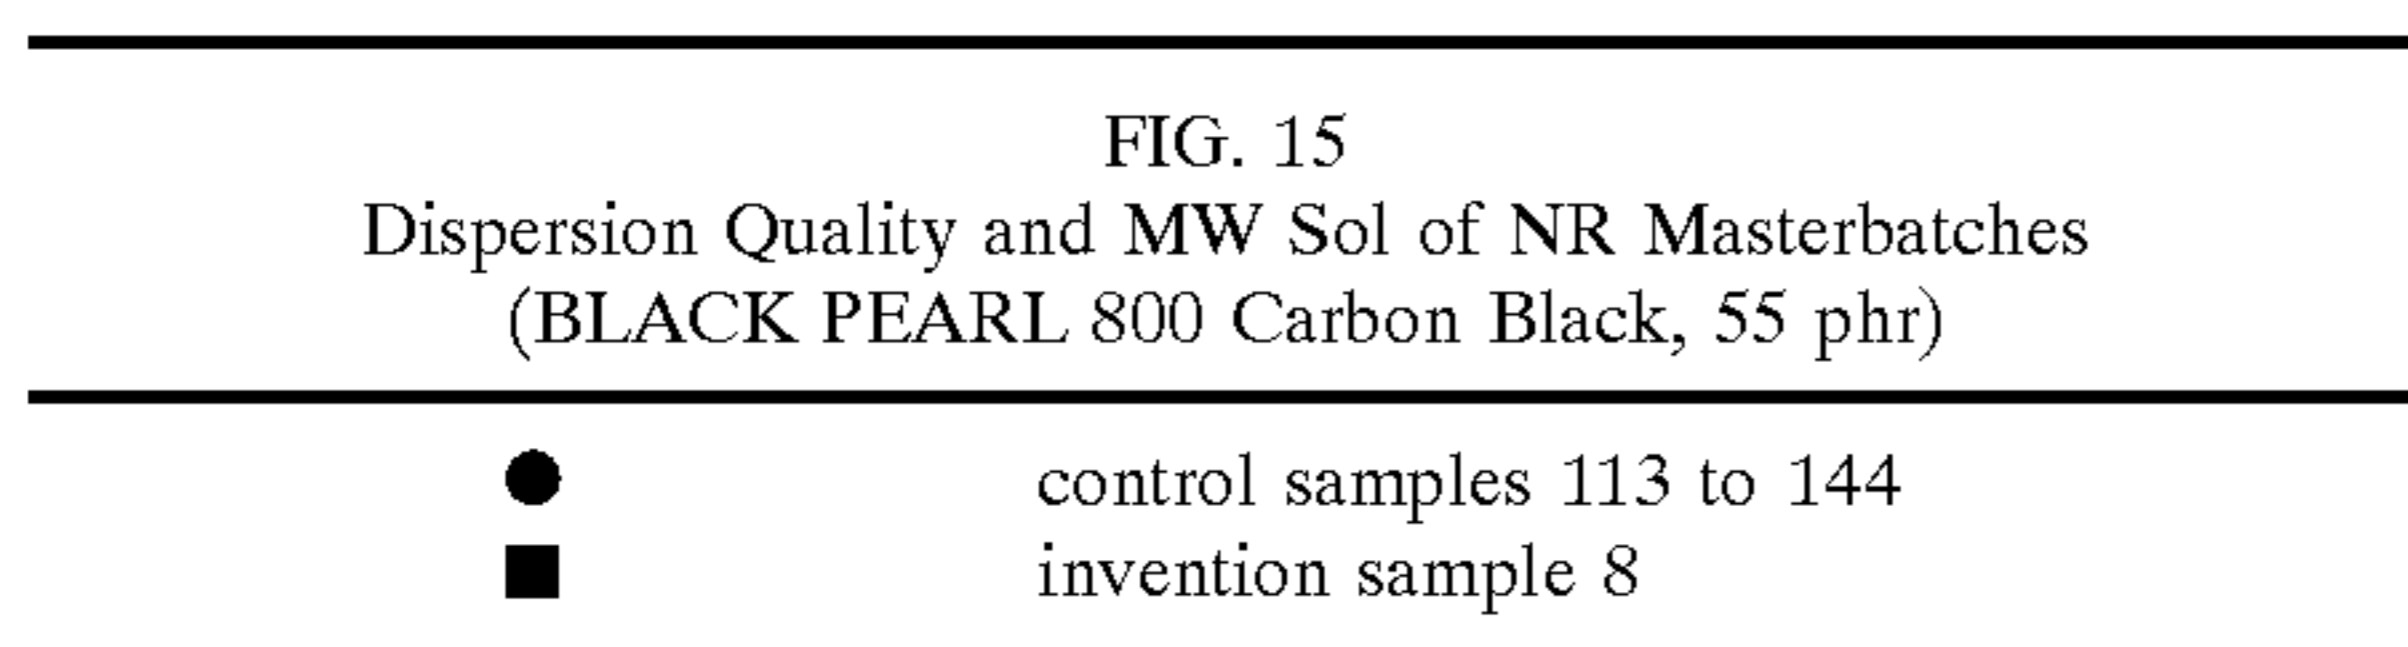 FIG. 15
Dispersion Quality and MW Sol of NR Masterbatches
(BLACK PEARL 800 Carbon Black, 55 phr)
● control samples 113 to 144
■ invention sample 8